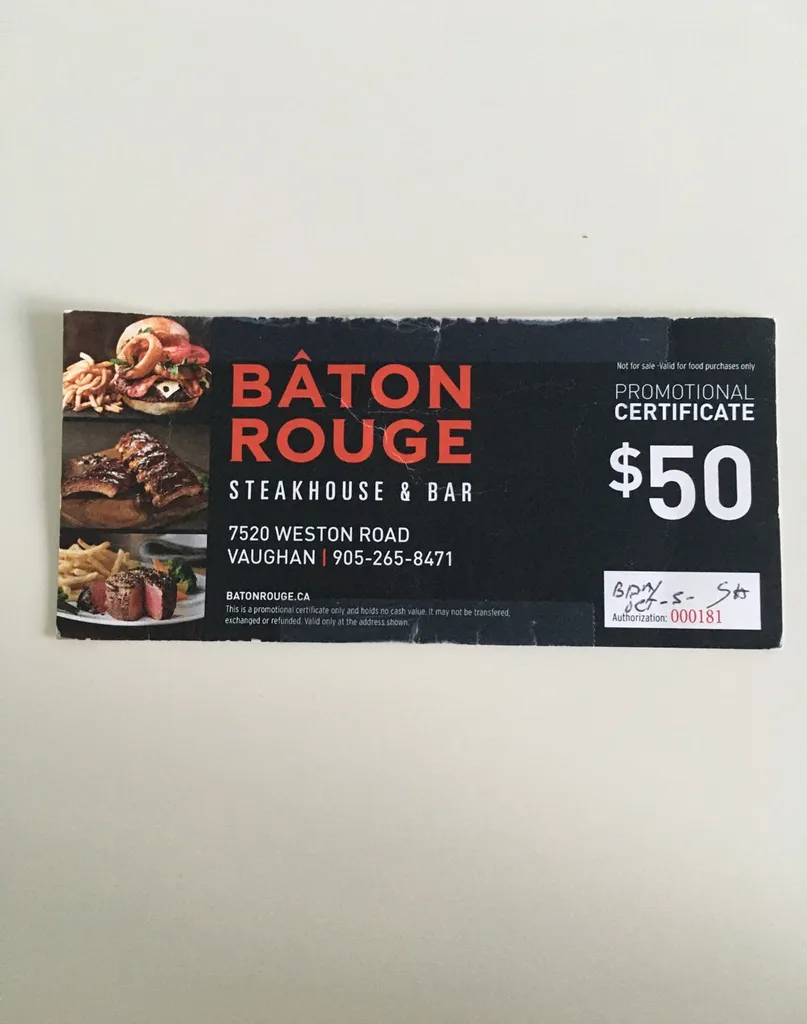 BÂTON
ROUGE
STEAKHOUSE & BAR
7520 WESTON ROAD
VAUGHAN | 905-265-8471
BATONROUGE.CA
This is a promotional certificate only and holds no cash value. It may not be transfered,
exchanged or refunded. Valid only at the address shown.
Not for sale -Valid for food purchases only
PROMOTIONAL
CERTIFICATE
$50
OCT-5-
Authorization: 000181